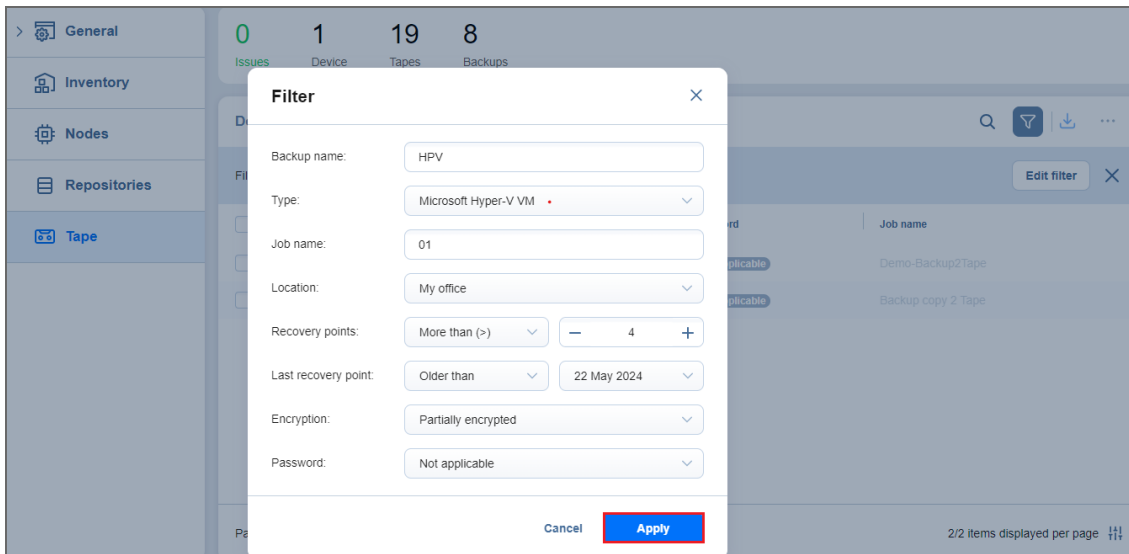 General
Inventory
Nodes
Repositories
Tape
0 1 19 8
Issues Device Tapes Backups
Filter
Backup name: HPV
Type: Microsoft Hyper-V VM
Job name: 01
Location: My office
Recovery points: More than (>) 4
Last recovery point: Older than 22 May 2024
Encryption: Partially encrypted
Password: Not applicable
Cancel Apply
Edit filter
Job name
plicable Demo-Backup2Tape
plicable Backup copy 2 Tape
2/2 items displayed per page